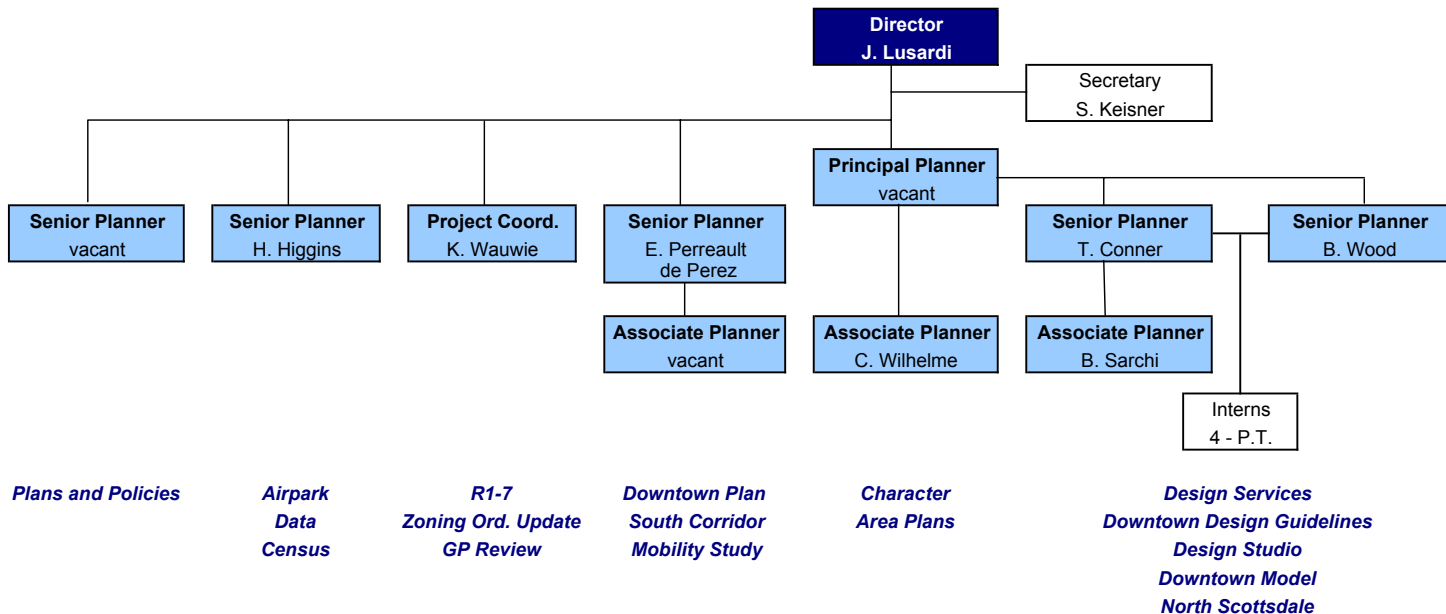 Director
J. Lusardi
Secretary
S. Keisner
Principal Planner
vacant
Senior Planner
vacant
Senior Planner
H. Higgins
Project Coord.
K. Wauwie
Senior Planner
E. Perreault
de Perez
Senior Planner
T. Conner
Senior Planner
B. Wood
Associate Planner
vacant
Associate Planner
C. Wilhelme
Associate Planner
B. Sarchi
Interns
4 - P.T.
Plans and Policies
Airpark
Data
Census
R1-7
Zoning Ord. Update
GP Review
Downtown Plan
South Corridor
Mobility Study
Character
Area Plans
Design Services
Downtown Design Guidelines
Design Studio
Downtown Model
North Scottsdale